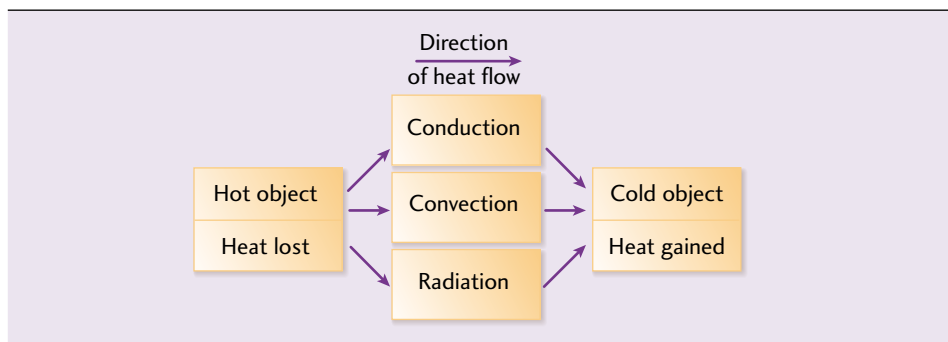 Direction
of heat flow
Conduction
Hot object
Convection
Cold object
Heat lost
Heat gained
Radiation